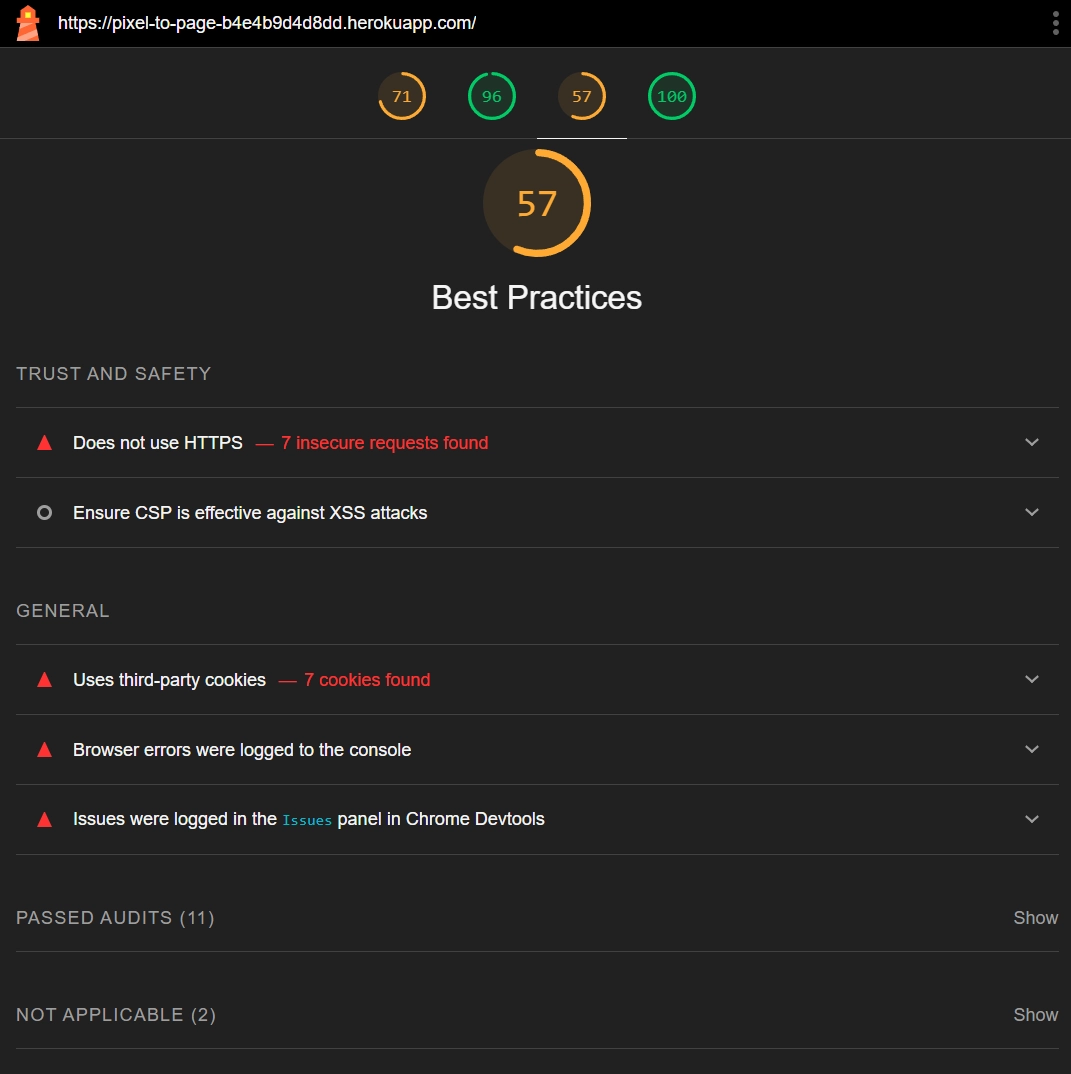 https://pixel-to-page-b4e4b9d4d8dd.herokuapp.com/
71 96 57 100
57
Best Practices
TRUST AND SAFETY
Does not use HTTPS — 7 insecure requests found
Ensure CSP is effective against XSS attacks
GENERAL
Uses third-party cookies — 7 cookies found
Browser errors were logged to the console
Issues were logged in the Issues panel in Chrome Devtools
PASSED AUDITS (11) Show
NOT APPLICABLE (2) Show